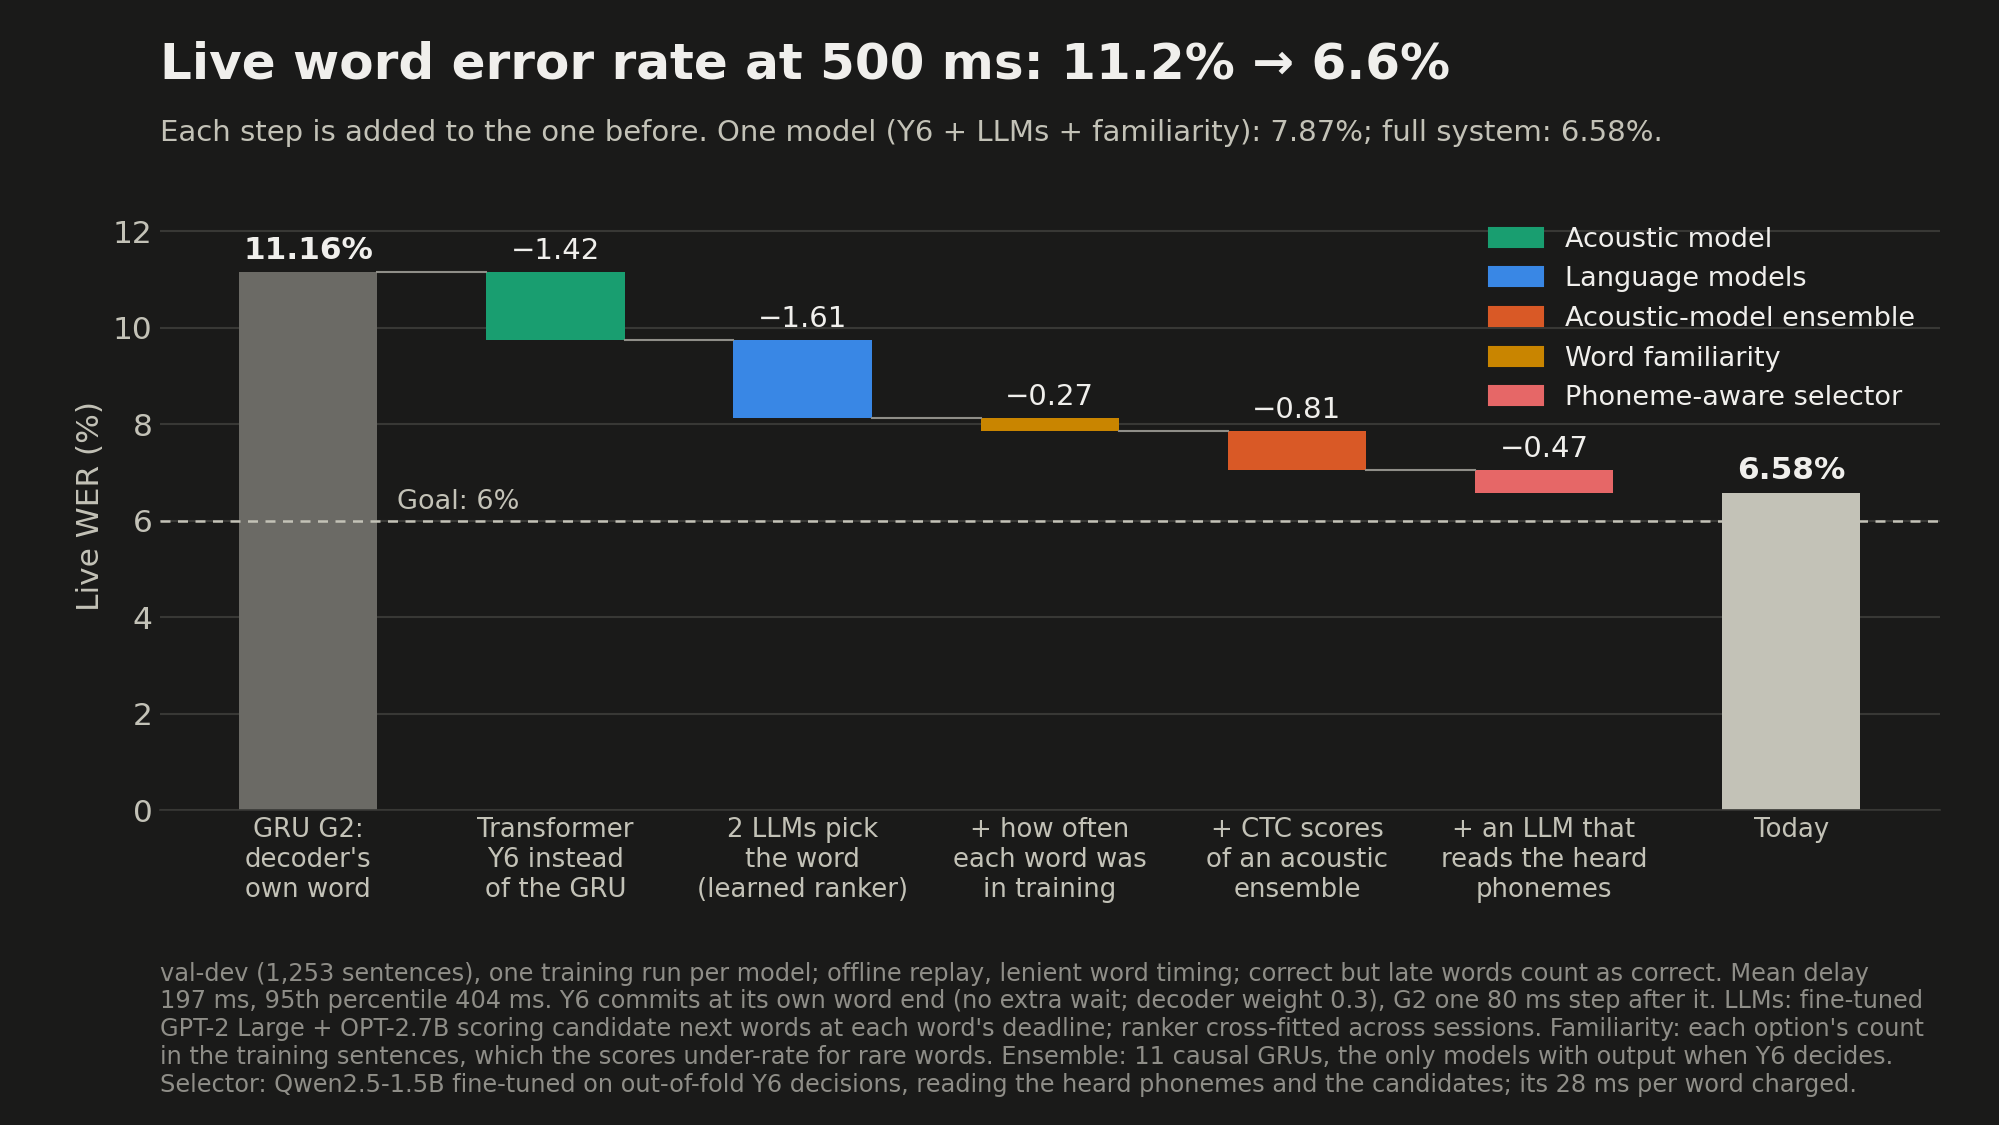 Live word error rate at 500 ms: 11.2% → 6.6%
Each step is added to the one before. One model (Y6 + LLMs + familiarity): 7.87%; full system: 6.58%.
Live WER (%)
12
10
8
6
4
2
0
11.16%
−1.42
−1.61
−0.27
−0.81
−0.47
6.58%
Goal: 6%
Acoustic model
Language models
Acoustic-model ensemble
Word familiarity
Phoneme-aware selector
GRU G2:
decoder's
own word
Transformer
Y6 instead
of the GRU
2 LLMs pick
the word
(learned ranker)
+ how often
each word was
in training
+ CTC scores
of an acoustic
ensemble
+ an LLM that
reads the heard
phonemes
Today
val-dev (1,253 sentences), one training run per model; offline replay, lenient word timing; correct but late words count as correct. Mean delay
197 ms, 95th percentile 404 ms. Y6 commits at its own word end (no extra wait; decoder weight 0.3), G2 one 80 ms step after it. LLMs: fine-tuned
GPT-2 Large + OPT-2.7B scoring candidate next words at each word's deadline; ranker cross-fitted across sessions. Familiarity: each option's count
in the training sentences, which the scores under-rate for rare words. Ensemble: 11 causal GRUs, the only models with output when Y6 decides.
Selector: Qwen2.5-1.5B fine-tuned on out-of-fold Y6 decisions, reading the heard phonemes and the candidates; its 28 ms per word charged.